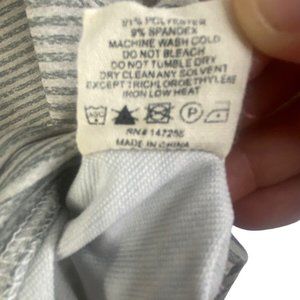 91% POLYESTER
9% SPANDEX
MACHINE WASH COLD
DO NOT BLEACH
DO NOT TUMBLE DRY
DRY CLEAN ANY SOLVENT
EXCEPT TRICHLOROETHYLENE
IRON LOW HEAT
RN# 147255
MADE IN CHINA